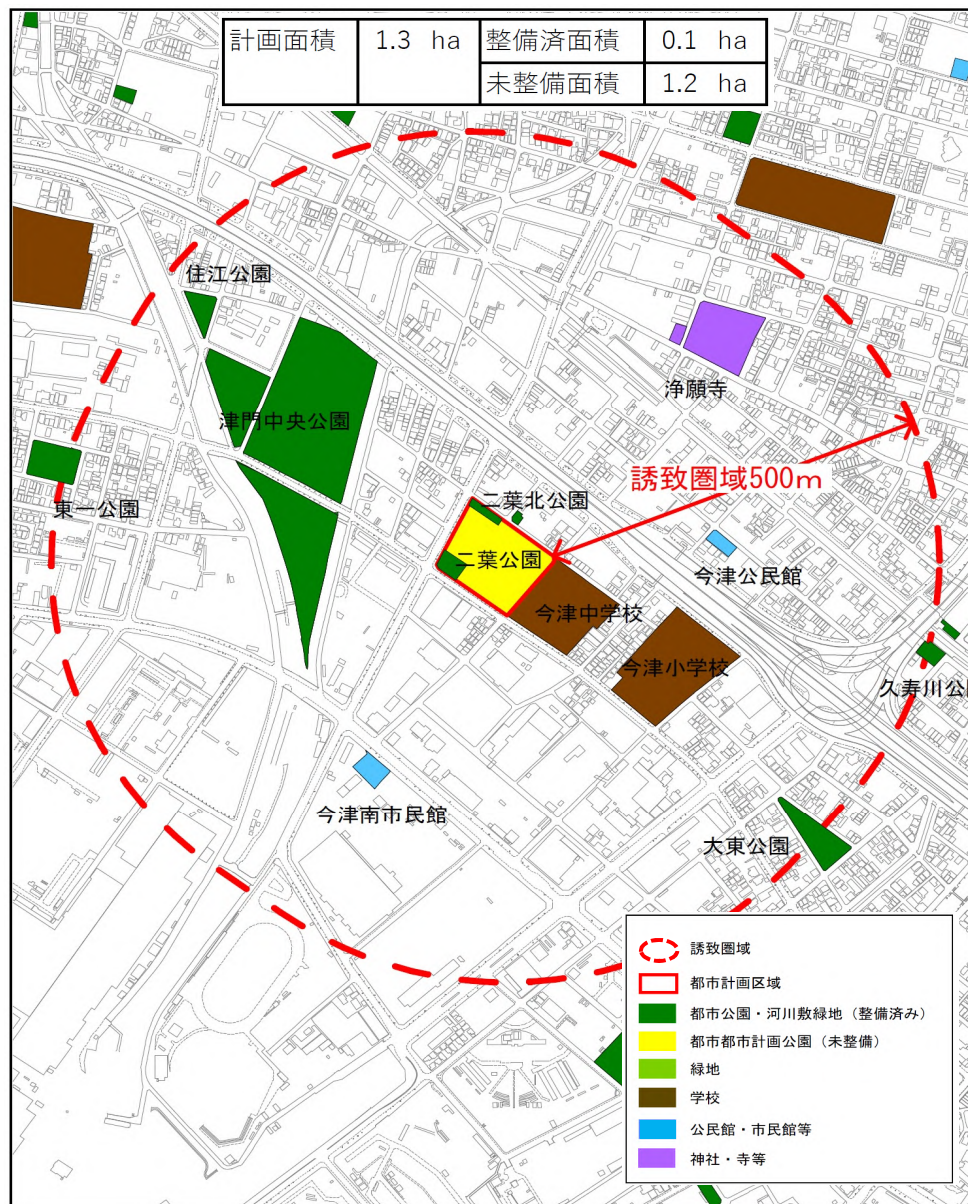 計画面積 1.3 ha 整備済面積 0.1 ha
未整備面積 1.2 ha
住江公園
浄願寺
津門中央公園
誘致圏域500m
二葉北公園
東一公園
二葉公園
今津公民館
今津中学校
今津小学校
久寿川公園
今津南市民館
大東公園
誘致圏域
都市計画区域
都市公園・河川敷緑地（整備済み）
都市都市計画公園（未整備）
緑地
学校
公民館・市民館等
神社・寺等